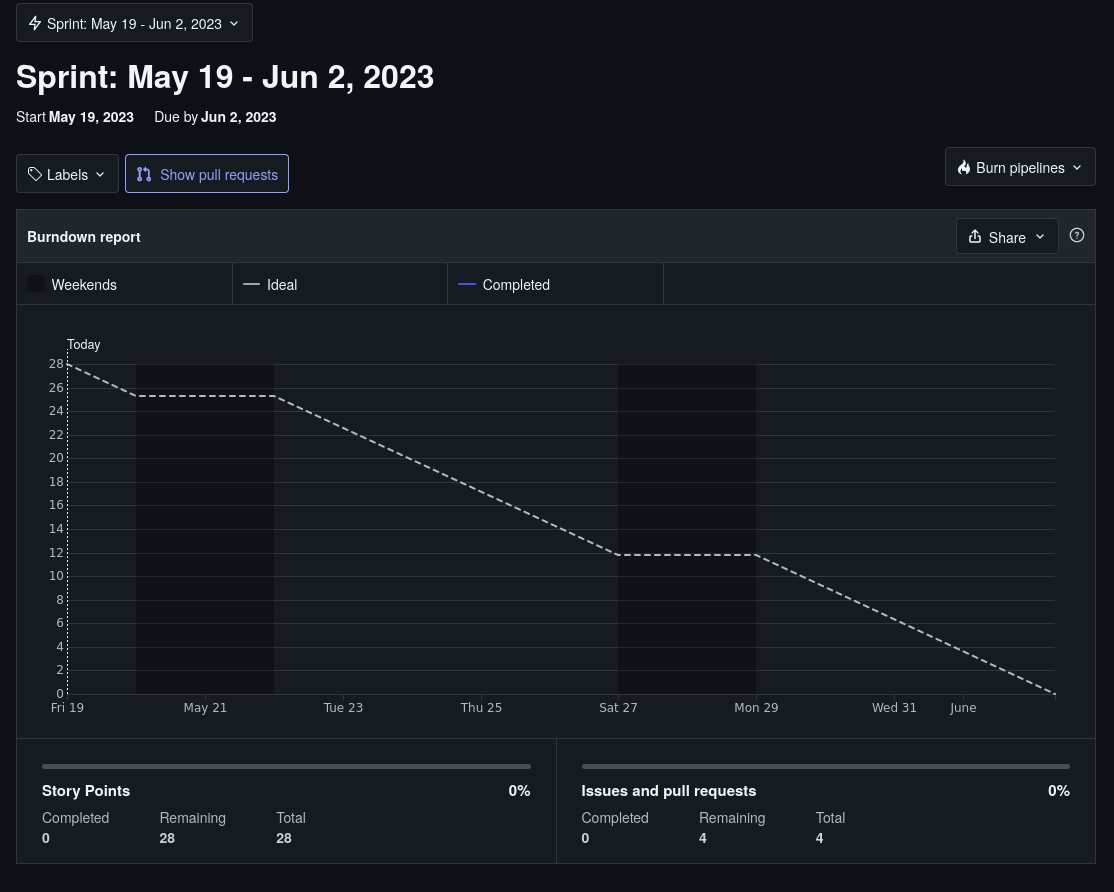 Sprint: May 19 - Jun 2, 2023
Sprint: May 19 - Jun 2, 2023
Start May 19, 2023 Due by Jun 2, 2023
Labels Show pull requests Burn pipelines
Burndown report Share ?
Weekends Ideal Completed
Today
28
26
24
22
20
18
16
14
12
10
8
6
4
2
0
Fri 19 May 21 Tue 23 Thu 25 Sat 27 Mon 29 Wed 31 June
Story Points 0%
Completed Remaining Total
0 28 28
Issues and pull requests 0%
Completed Remaining Total
0 4 4